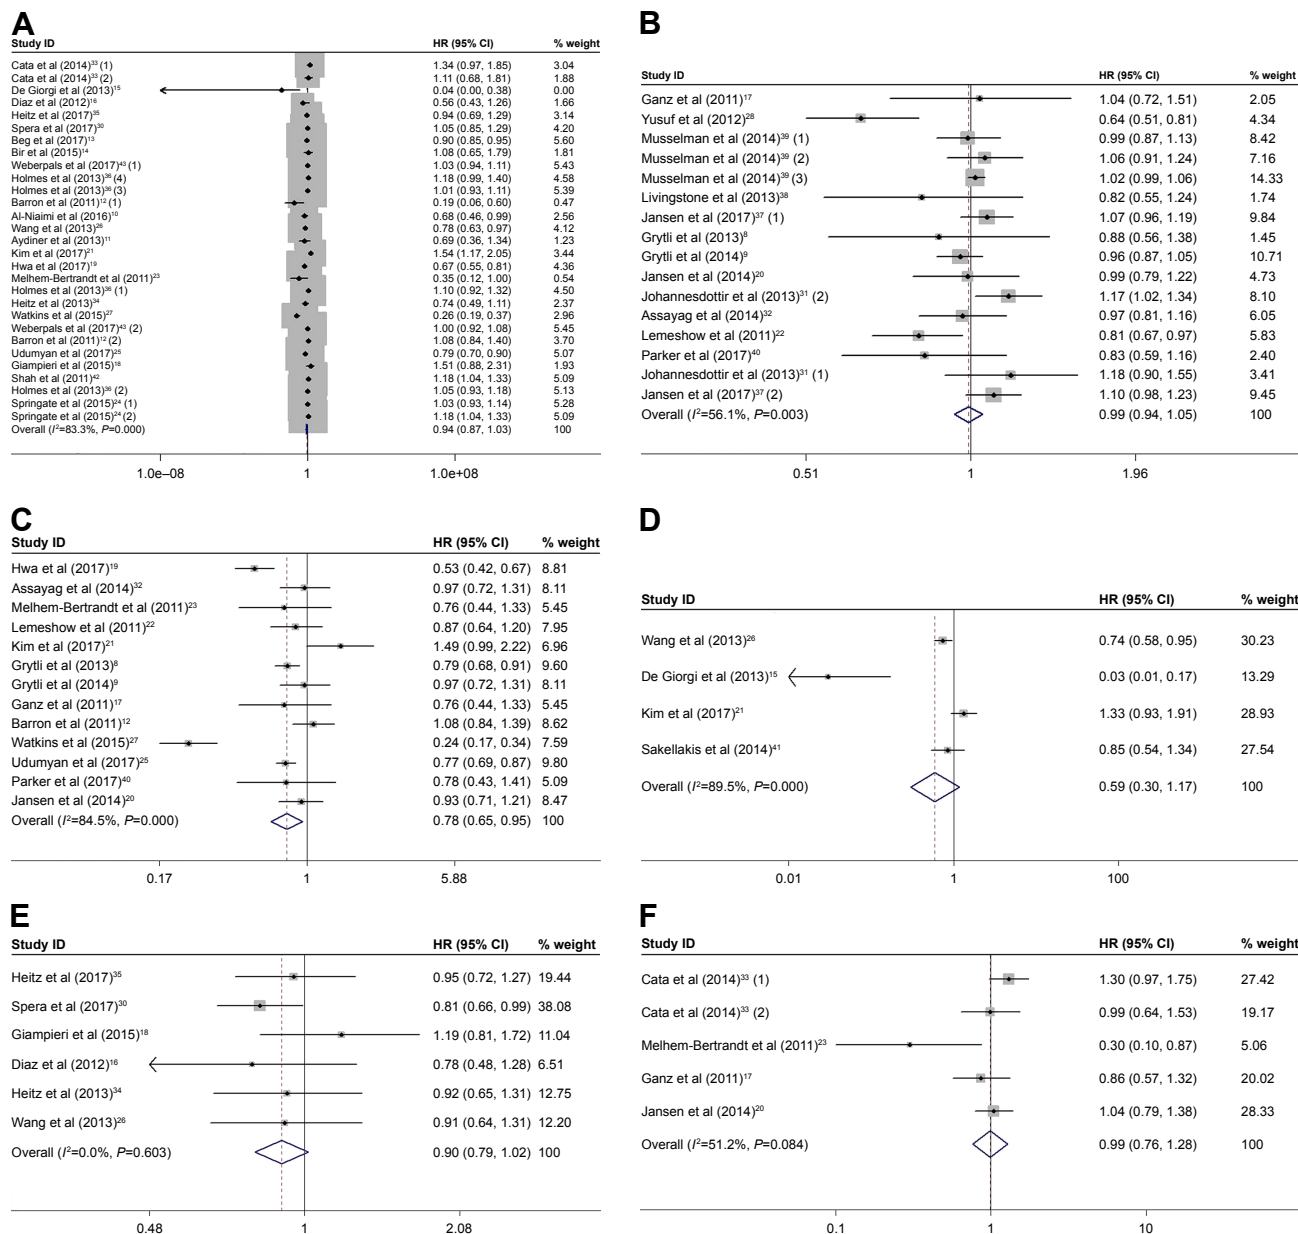 A
Study ID HR (95% CI) % weight
Cata et al (2014)³³ (1) 1.34 (0.97, 1.85) 3.04
Cata et al (2014)³³ (2) 1.11 (0.68, 1.81) 1.88
De Giorgi et al (2013)¹⁵ 0.04 (0.00, 0.38) 0.00
Diaz et al (2012)¹⁶ 0.56 (0.43, 1.26) 1.66
Heitz et al (2017)³⁵ 0.94 (0.69, 1.29) 3.14
Spera et al (2017)³⁰ 1.05 (0.85, 1.29) 4.20
Beg et al (2017)¹³ 0.90 (0.85, 0.95) 5.60
Bir et al (2015)¹⁴ 1.08 (0.65, 1.79) 1.81
Weberpals et al (2017)⁴³ (1) 1.03 (0.94, 1.11) 5.43
Holmes et al (2013)³⁶ (4) 1.18 (0.99, 1.40) 4.58
Holmes et al (2013)³⁶ (3) 1.01 (0.93, 1.11) 5.39
Barron et al (2011)¹² (1) 0.19 (0.06, 0.60) 0.47
Al-Niaimi et al (2016)¹⁰ 0.68 (0.46, 0.99) 2.56
Wang et al (2013)²⁶ 0.78 (0.63, 0.97) 4.12
Aydiner et al (2013)¹¹ 0.69 (0.36, 1.34) 1.23
Kim et al (2017)²¹ 1.54 (1.17, 2.05) 3.44
Hwa et al (2017)¹⁹ 0.67 (0.55, 0.81) 4.36
Melhem-Bertrandt et al (2011)²³ 0.35 (0.12, 1.00) 0.54
Holmes et al (2013)³⁶ (1) 1.10 (0.92, 1.32) 4.50
Heitz et al (2013)³⁴ 0.74 (0.49, 1.11) 2.37
Watkins et al (2015)²⁷ 0.26 (0.19, 0.37) 2.96
Weberpals et al (2017)⁴³ (2) 1.00 (0.92, 1.08) 5.45
Barron et al (2011)¹² (2) 1.08 (0.84, 1.40) 3.70
Udumyan et al (2017)²⁵ 0.79 (0.70, 0.90) 5.07
Giampieri et al (2015)¹⁸ 1.51 (0.88, 2.31) 1.93
Shah et al (2011)⁴² 1.18 (1.04, 1.33) 5.09
Holmes et al (2013)³⁶ (2) 1.05 (0.93, 1.18) 5.13
Springate et al (2015)²⁴ (1) 1.03 (0.93, 1.14) 5.28
Springate et al (2015)²⁴ (2) 1.18 (1.04, 1.33) 5.09
Overall (I²=83.3%, P=0.000) 0.94 (0.87, 1.03) 100
1.0e–08 1 1.0e+08
B
Study ID HR (95% CI) % weight
Ganz et al (2011)¹⁷ 1.04 (0.72, 1.51) 2.05
Yusuf et al (2012)²⁸ 0.64 (0.51, 0.81) 4.34
Musselman et al (2014)³⁹ (1) 0.99 (0.87, 1.13) 8.42
Musselman et al (2014)³⁹ (2) 1.06 (0.91, 1.24) 7.16
Musselman et al (2014)³⁹ (3) 1.02 (0.99, 1.06) 14.33
Livingstone et al (2013)³⁸ 0.82 (0.55, 1.24) 1.74
Jansen et al (2017)³⁷ (1) 1.07 (0.96, 1.19) 9.84
Grytli et al (2013)⁸ 0.88 (0.56, 1.38) 1.45
Grytli et al (2014)⁹ 0.96 (0.87, 1.05) 10.71
Jansen et al (2014)²⁰ 0.99 (0.79, 1.22) 4.73
Johannesdottir et al (2013)³¹ (2) 1.17 (1.02, 1.34) 8.10
Assayag et al (2014)³² 0.97 (0.81, 1.16) 6.05
Lemeshow et al (2011)²² 0.81 (0.67, 0.97) 5.83
Parker et al (2017)⁴⁰ 0.83 (0.59, 1.16) 2.40
Johannesdottir et al (2013)³¹ (1) 1.18 (0.90, 1.55) 3.41
Jansen et al (2017)³⁷ (2) 1.10 (0.98, 1.23) 9.45
Overall (I²=56.1%, P=0.003) 0.99 (0.94, 1.05) 100
0.51 1 1.96
C
Study ID HR (95% CI) % weight
Hwa et al (2017)¹⁹ 0.53 (0.42, 0.67) 8.81
Assayag et al (2014)³² 0.97 (0.72, 1.31) 8.11
Melhem-Bertrandt et al (2011)²³ 0.76 (0.44, 1.33) 5.45
Lemeshow et al (2011)²² 0.87 (0.64, 1.20) 7.95
Kim et al (2017)²¹ 1.49 (0.99, 2.22) 6.96
Grytli et al (2013)⁸ 0.79 (0.68, 0.91) 9.60
Grytli et al (2014)⁹ 0.97 (0.72, 1.31) 8.11
Ganz et al (2011)¹⁷ 0.76 (0.44, 1.33) 5.45
Barron et al (2011)¹² 1.08 (0.84, 1.39) 8.62
Watkins et al (2015)²⁷ 0.24 (0.17, 0.34) 7.59
Udumyan et al (2017)²⁵ 0.77 (0.69, 0.87) 9.80
Parker et al (2017)⁴⁰ 0.78 (0.43, 1.41) 5.09
Jansen et al (2014)²⁰ 0.93 (0.71, 1.21) 8.47
Overall (I²=84.5%, P=0.000) 0.78 (0.65, 0.95) 100
0.17 1 5.88
D
Study ID HR (95% CI) % weight
Wang et al (2013)²⁶ 0.74 (0.58, 0.95) 30.23
De Giorgi et al (2013)¹⁵ 0.03 (0.01, 0.17) 13.29
Kim et al (2017)²¹ 1.33 (0.93, 1.91) 28.93
Sakellakis et al (2014)⁴¹ 0.85 (0.54, 1.34) 27.54
Overall (I²=89.5%, P=0.000) 0.59 (0.30, 1.17) 100
0.01 1 100
E
Study ID HR (95% CI) % weight
Heitz et al (2017)³⁵ 0.95 (0.72, 1.27) 19.44
Spera et al (2017)³⁰ 0.81 (0.66, 0.99) 38.08
Giampieri et al (2015)¹⁸ 1.19 (0.81, 1.72) 11.04
Diaz et al (2012)¹⁶ 0.78 (0.48, 1.28) 6.51
Heitz et al (2013)³⁴ 0.92 (0.65, 1.31) 12.75
Wang et al (2013)²⁶ 0.91 (0.64, 1.31) 12.20
Overall (I²=0.0%, P=0.603) 0.90 (0.79, 1.02) 100
0.48 1 2.08
F
Study ID HR (95% CI) % weight
Cata et al (2014)³³ (1) 1.30 (0.97, 1.75) 27.42
Cata et al (2014)³³ (2) 0.99 (0.64, 1.53) 19.17
Melhem-Bertrandt et al (2011)²³ 0.30 (0.10, 0.87) 5.06
Ganz et al (2011)¹⁷ 0.86 (0.57, 1.32) 20.02
Jansen et al (2014)²⁰ 1.04 (0.79, 1.38) 28.33
Overall (I²=51.2%, P=0.084) 0.99 (0.76, 1.28) 100
0.1 1 10